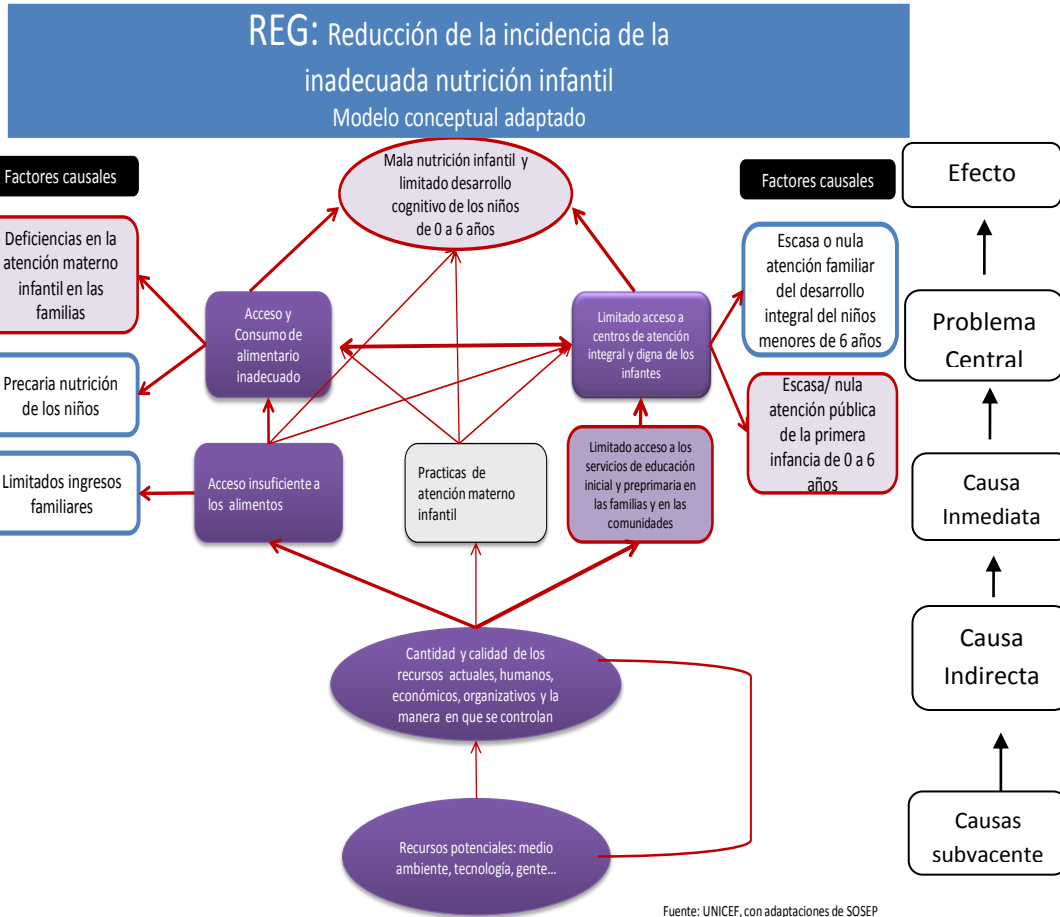 REG: Reducción de la incidencia de la
inadecuada nutrición infantil
Modelo conceptual adaptado
Factores causales
Mala nutrición infantil y
limitado desarrollo
cognitivo de los niños
de 0 a 6 años
Factores causales
Efecto
Deficiencias en la
atención materno
infantil en las
familias
Acceso y
Consumo de
alimentario
inadecuado
Limitado acceso a
centros de atención
integral y digna de los
infantes
Escasa o nula
atención familiar
del desarrollo
integral del niños
menores de 6 años
Problema
Central
Precaria nutrición
de los niños
Escasa/ nula
atención pública
de la primera
infancia de 0 a 6
años
Limitados ingresos
familiares
Acceso insuficiente a
los alimentos
Practicas de
atención materno
infantil
Limitado acceso a los
servicios de educación
inicial y preprimaria en
las familias y en las
comunidades
Causa
Inmediata
Cantidad y calidad de los
recursos actuales, humanos,
económicos, organizativos y la
manera en que se controlan
Causa
Indirecta
Recursos potenciales: medio
ambiente, tecnología, gente...
Causas
subyacente
Fuente: UNICEF, con adaptaciones de SOSEP